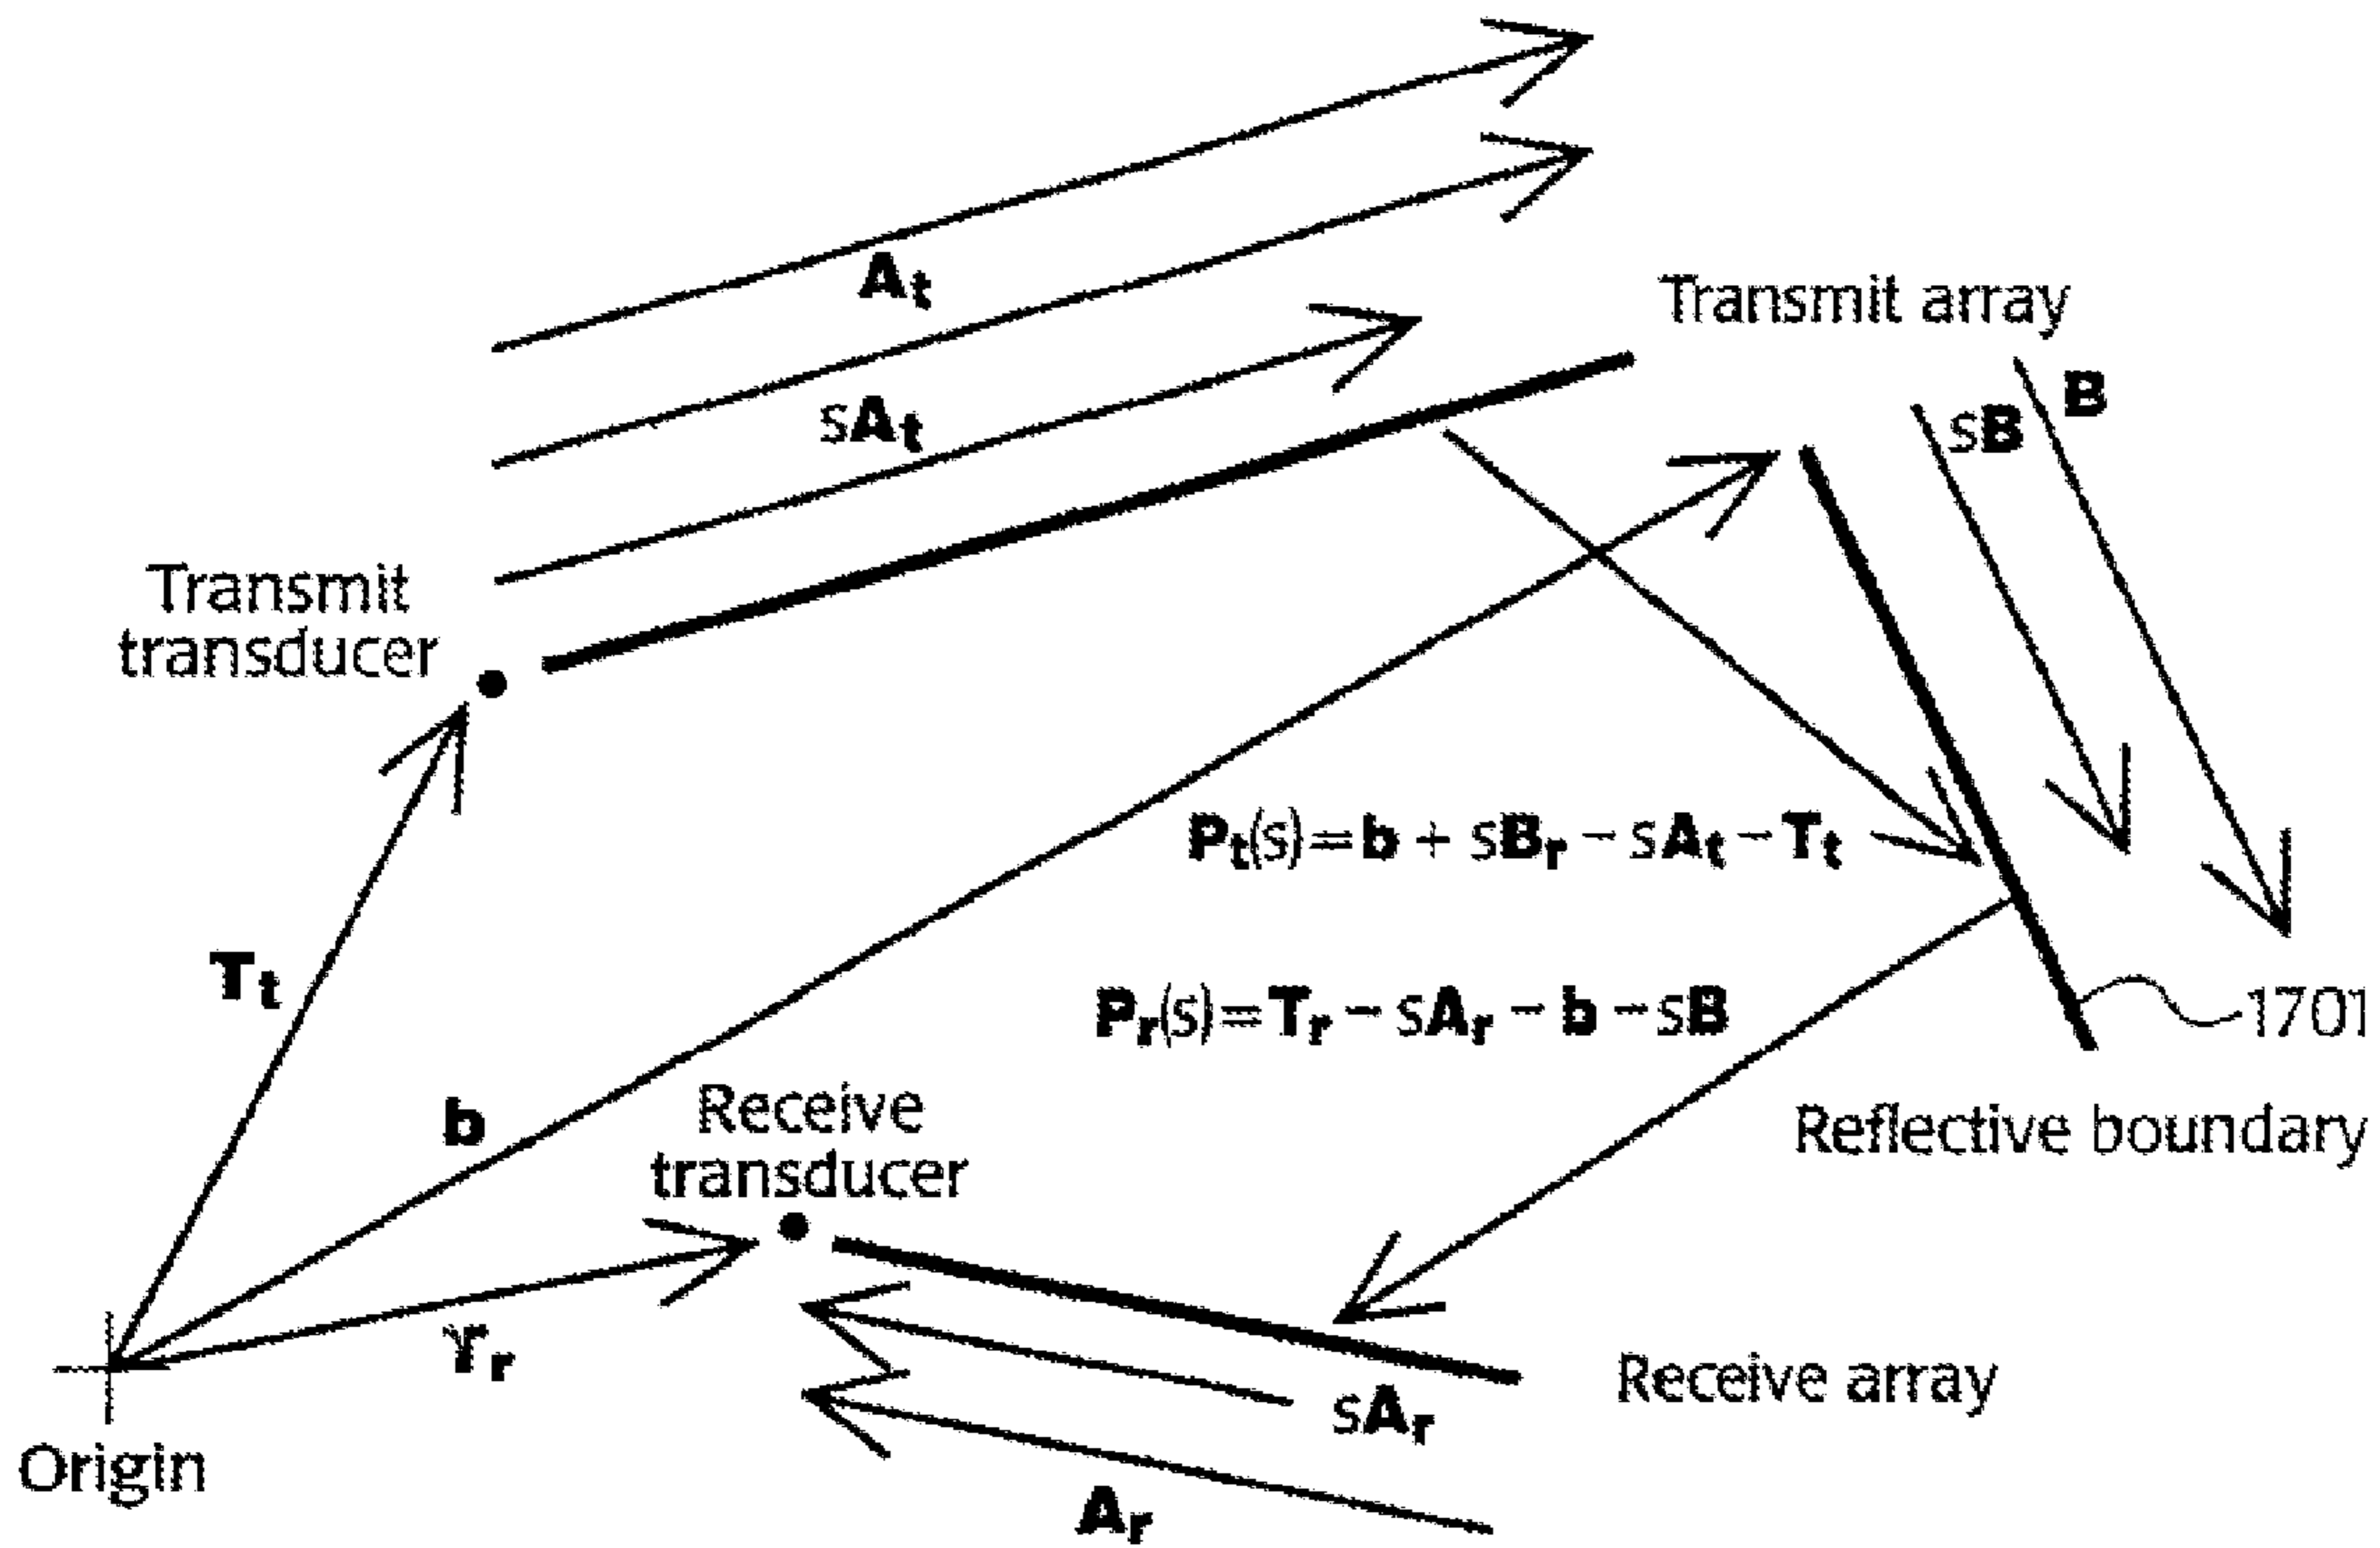 At
Transmit array
B
sB
sAt
Transmit
transducer
Pt(s)=b + sBr − sAt − Tt
Tt
Pr(s)=Tr − sAr − b − sB
1701
b
Receive
transducer
Reflective boundary
Tr
Receive array
sAr
Origin
Ar